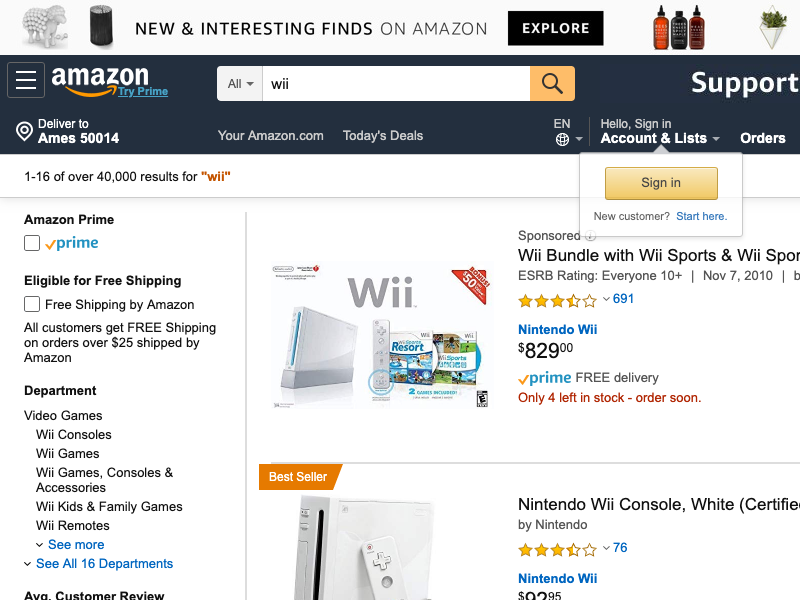 NEW & INTERESTING FINDS ON AMAZON EXPLORE
amazon
Try Prime
All wii
Support
Deliver to
Ames 50014
Your Amazon.com Today's Deals
EN
Hello, Sign in
Account & Lists
Orders
1-16 of over 40,000 results for "wii"
Sign in
New customer? Start here.
Amazon Prime
prime
Eligible for Free Shipping
Free Shipping by Amazon
All customers get FREE Shipping
on orders over $25 shipped by
Amazon
Department
Video Games
Wii Consoles
Wii Games
Wii Games, Consoles &
Accessories
Wii Kids & Family Games
Wii Remotes
See more
See All 16 Departments
Avg. Customer Review
Wii
Wii Sports
Resort
Wii Sports
2 GAMES INCLUDED!
Sponsored
Wii Bundle with Wii Sports & Wii Spor
ESRB Rating: Everyone 10+ | Nov 7, 2010 | b
691
Nintendo Wii
$82900
prime FREE delivery
Only 4 left in stock - order soon.
Best Seller
Nintendo Wii Console, White (Certifie
by Nintendo
76
Nintendo Wii
$9295